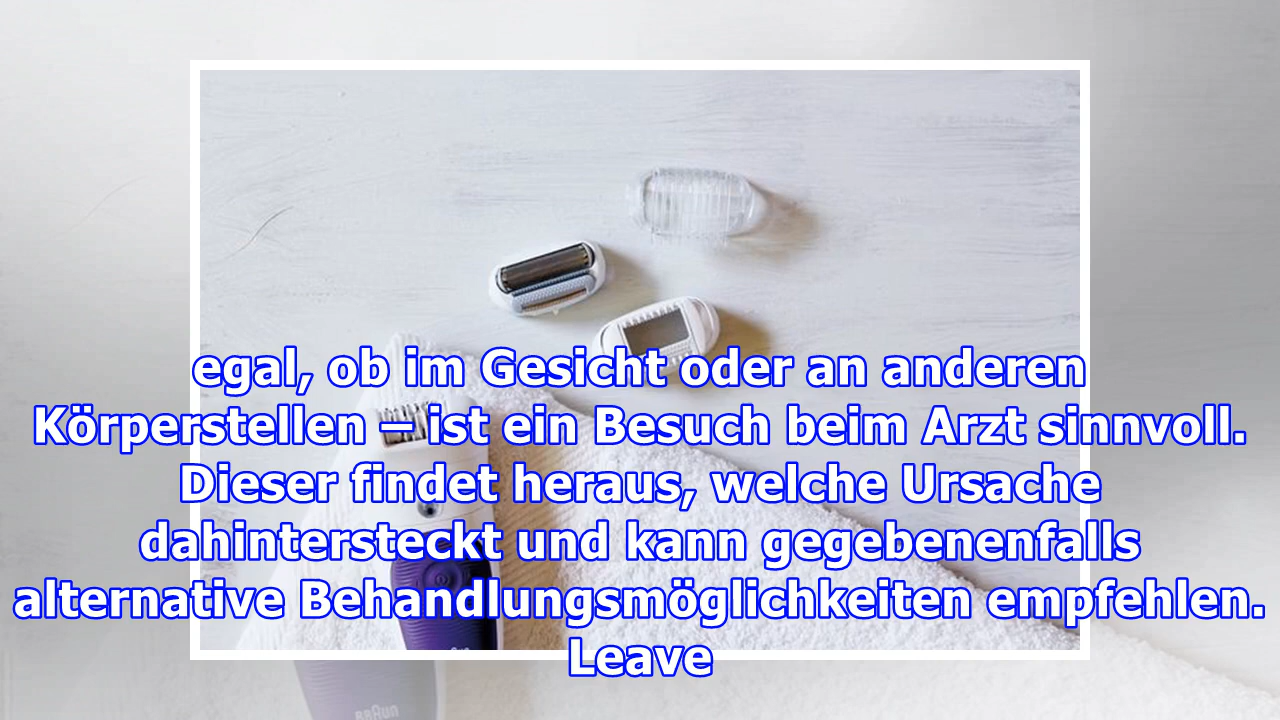 egal, ob im Gesicht oder an anderen
Körperstellen – ist ein Besuch beim Arzt sinnvoll.
Dieser findet heraus, welche Ursache
dahintersteckt und kann gegebenenfalls
alternative Behandlungsmöglichkeiten empfehlen.
Leave
BRAUN